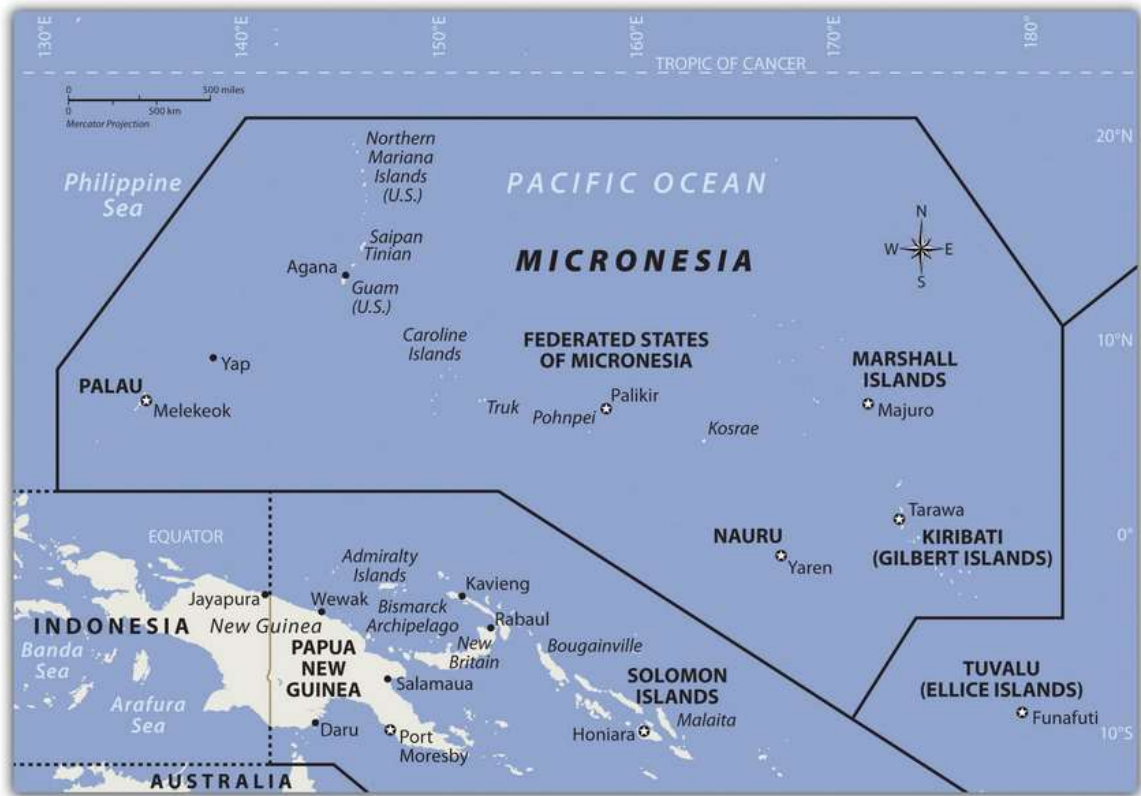 130°E
140°E
150°E
160°E
170°E
180°
TROPIC OF CANCER
0
500 miles
0
500 km
Mercator Projection
20°N
Northern
Mariana
Islands
(U.S.)
Philippine
Sea
PACIFIC OCEAN
N
W
E
S
Saipan
Tinian
MICRONESIA
Agana
Guam
(U.S.)
10°N
Caroline
Islands
FEDERATED STATES
OF MICRONESIA
MARSHALL
ISLANDS
Yap
PALAU
Melekeok
Truk
Pohnpei
Palikir
Kosrae
Majuro
Tarawa
EQUATOR
NAURU
Yaren
KIRIBATI
(GILBERT ISLANDS)
0°
Admiralty
Islands
Kavieng
Jayapura
Wewak
Bismarck
Archipelago
Rabaul
INDONESIA
New Guinea
Banda
Sea
PAPUA
NEW
GUINEA
New
Britain
Bougainville
Salamaua
SOLOMON
ISLANDS
TUVALU
(ELLICE ISLANDS)
Arafura
Sea
Malaita
Funafuti
Daru
Port
Moresby
Honiara
10°S
AUSTRALIA